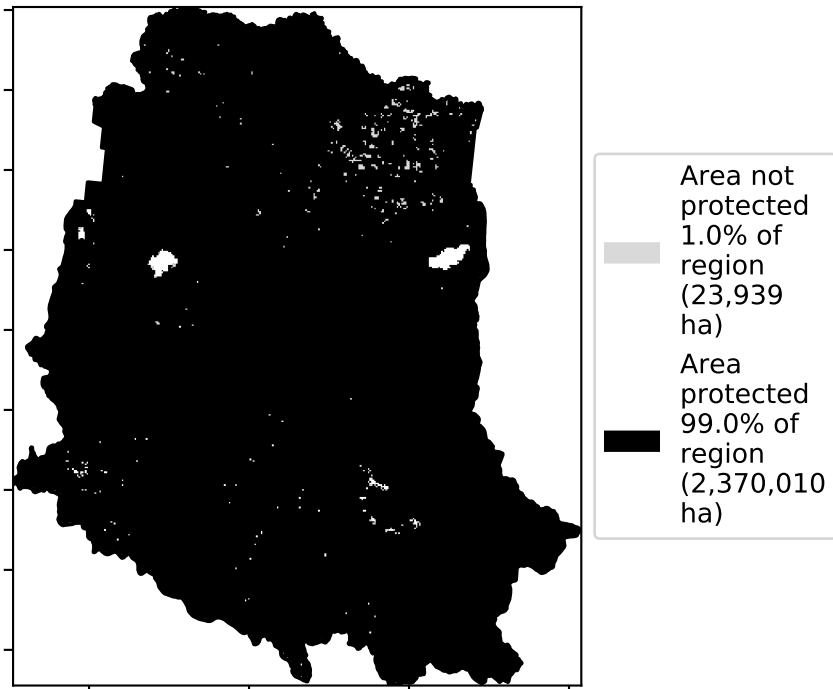 Area not
protected
1.0% of
region
(23,939
ha)
Area
protected
99.0% of
region
(2,370,010
ha)